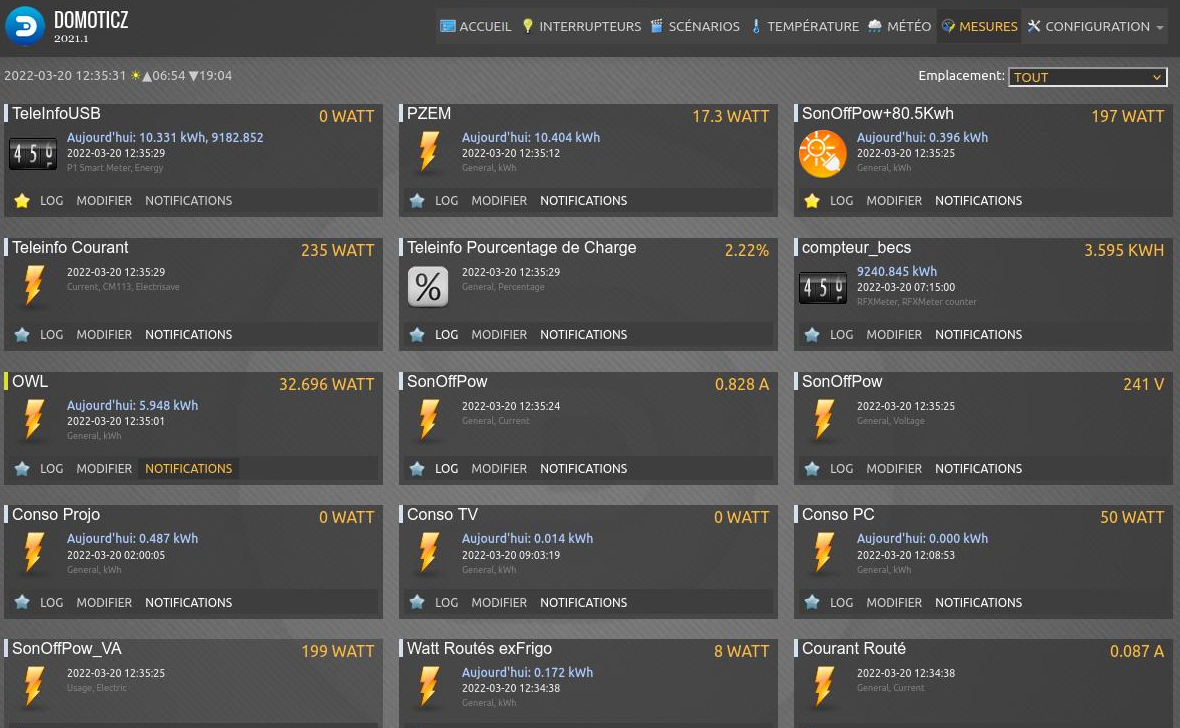 DOMOTICZ
2021.1
ACCUEIL INTERRUPTEURS SCÉNARIOS TEMPÉRATURE MÉTÉO MESURES CONFIGURATION
2022-03-20 12:35:31 ☀▲06:54 ▼19:04
Emplacement: TOUT
TeleInfoUSB
0 WATT
Aujourd'hui: 10.331 kWh, 9182.852
2022-03-20 12:35:29
P1 Smart Meter, Energy
LOG MODIFIER NOTIFICATIONS
PZEM
17.3 WATT
Aujourd'hui: 10.404 kWh
2022-03-20 12:35:12
General, kWh
LOG MODIFIER NOTIFICATIONS
SonOffPow+80.5Kwh
197 WATT
Aujourd'hui: 0.396 kWh
2022-03-20 12:35:25
General, kWh
LOG MODIFIER NOTIFICATIONS
Teleinfo Courant
235 WATT
2022-03-20 12:35:29
Current, CM113, Electrisave
LOG MODIFIER NOTIFICATIONS
Teleinfo Pourcentage de Charge
2.22%
%
2022-03-20 12:35:29
General, Percentage
LOG MODIFIER NOTIFICATIONS
compteur_becs
3.595 KWH
9240.845 kWh
2022-03-20 07:15:00
RFXMeter, RFXMeter counter
LOG MODIFIER NOTIFICATIONS
OWL
32.696 WATT
Aujourd'hui: 5.948 kWh
2022-03-20 12:35:01
General, kWh
LOG MODIFIER NOTIFICATIONS
SonOffPow
0.828 A
2022-03-20 12:35:24
General, Current
LOG MODIFIER NOTIFICATIONS
SonOffPow
241 V
2022-03-20 12:35:25
General, Voltage
LOG MODIFIER NOTIFICATIONS
Conso Projo
0 WATT
Aujourd'hui: 0.487 kWh
2022-03-20 02:00:05
General, kWh
LOG MODIFIER NOTIFICATIONS
Conso TV
0 WATT
Aujourd'hui: 0.014 kWh
2022-03-20 09:03:19
General, kWh
LOG MODIFIER NOTIFICATIONS
Conso PC
50 WATT
Aujourd'hui: 0.000 kWh
2022-03-20 12:08:53
General, kWh
LOG MODIFIER NOTIFICATIONS
SonOffPow_VA
199 WATT
2022-03-20 12:35:25
Usage, Electric
Watt Routés exFrigo
8 WATT
Aujourd'hui: 0.172 kWh
2022-03-20 12:34:38
General, kWh
Courant Routé
0.087 A
2022-03-20 12:34:38
General, Current